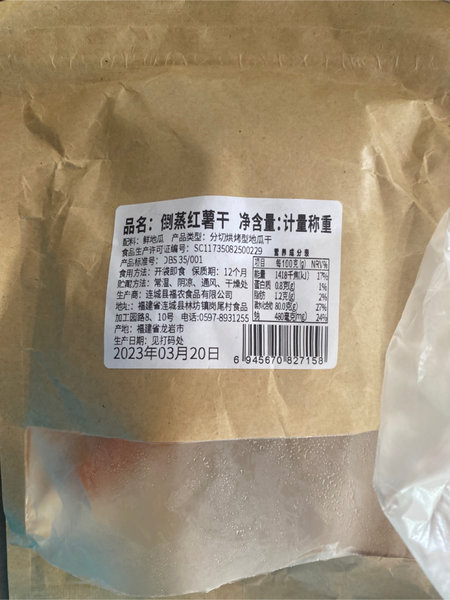 品名：倒蒸红薯干 净含量:计量称重
配料：鲜地瓜 产品类型：分切烘烤型地瓜干
食品生产许可证编号：SC11735082500229
产品标准号：DBS35/001
食用方法：开袋即食 保质期：12个月
贮配方法：常温、阴凉、通风、干燥处
生产商：连城县福农食品有限公司
地址：福建省连城县林坊镇岗尾村食品
加工园路8、10号 电话:0597-8931255
产地：福建省龙岩市
生产日期：见打码处
2023年03月20日
营养成分表
项目 每100克(g) NRV%
能量 1418千焦(kJ) 17%
蛋白质 0.8克(g) 1%
脂肪 1.2克(g) 2%
碳水化合物 80.0克(g) 27%
钠 480毫克(mg) 24%
6 945670 827158